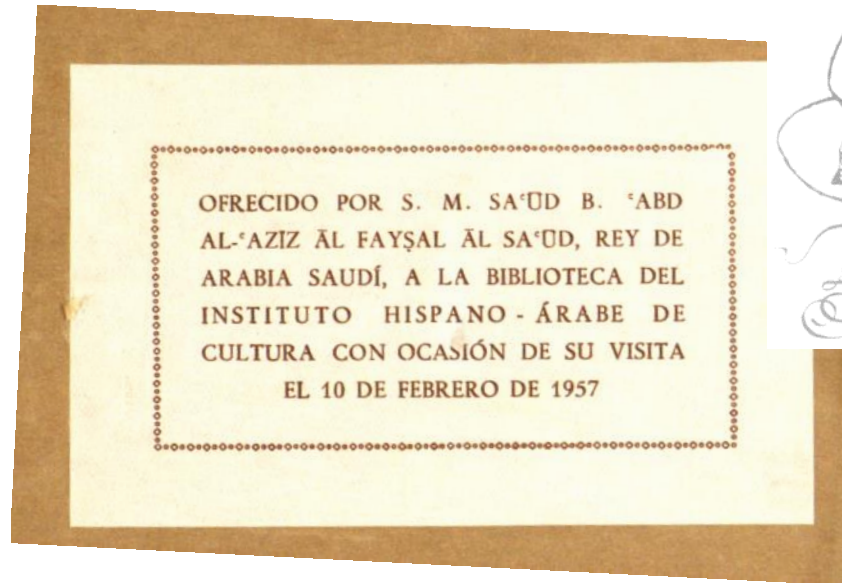 OFRECIDO POR S. M. SAʿŪD B. ʿABD
AL-ʿAZĪZ ĀL FAYṢAL ĀL SAʿŪD, REY DE
ARABIA SAUDÍ, A LA BIBLIOTECA DEL
INSTITUTO HISPANO - ÁRABE DE
CULTURA CON OCASIÓN DE SU VISITA
EL 10 DE FEBRERO DE 1957